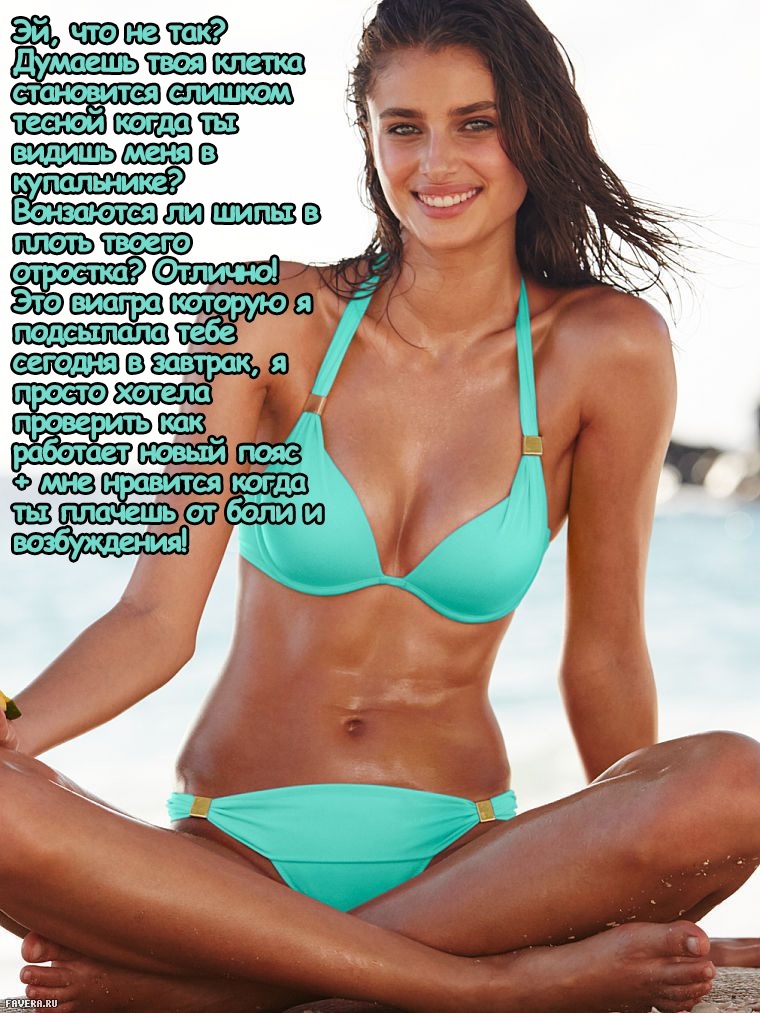 Эй, что не так?
Думаешь твоя клетка
становится слишком
тесной когда ты
видишь меня в
купальнике?
Вонзаются ли шипы в
плоть твоего
отростка? Отлично!
Это виагра которую я
подсыпала тебе
сегодня в завтрак, я
просто хотела
проверить как
работает новый пояс
+ мне нравится когда
ты плачешь от боли и
возбуждения!
FAVERA.RU